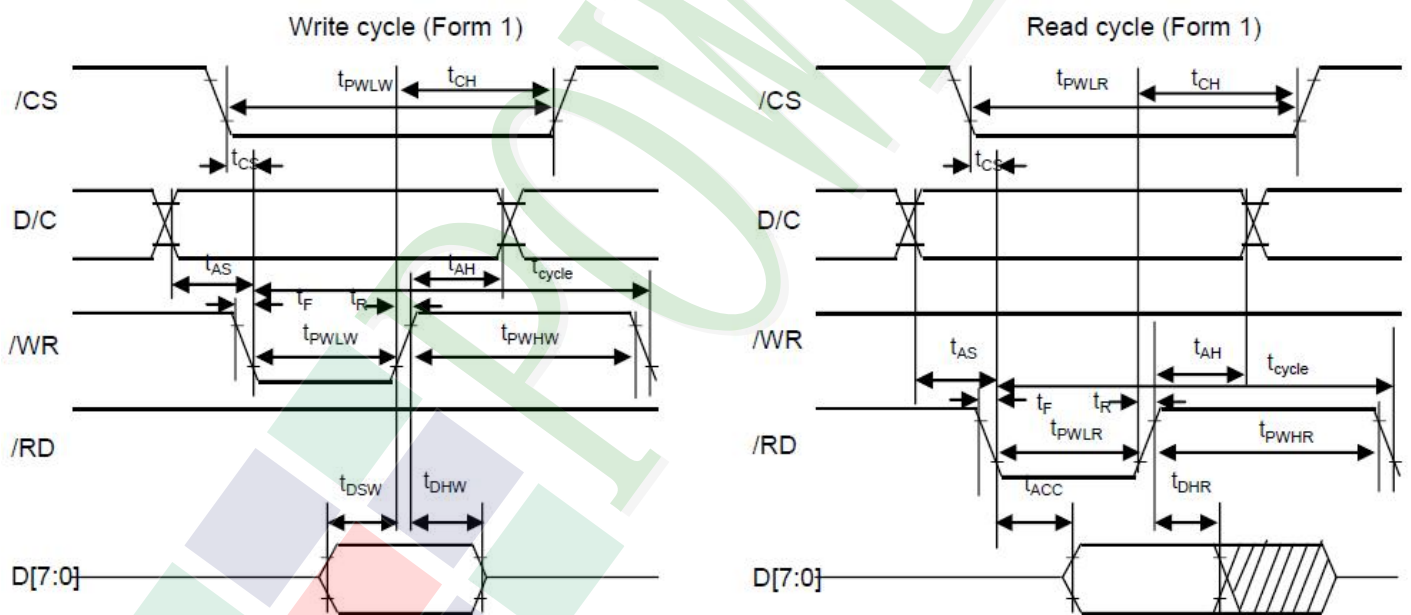 Write cycle (Form 1)
/CS
tPWLW
tCH
tCS
D/C
tAS
tAH
tcycle
tF
tR
/WR
tPWLW
tPWHW
/RD
tDSW
tDHW
D[7:0]
Read cycle (Form 1)
/CS
tPWLR
tCH
tCS
D/C
/WR
tAS
tAH
tcycle
tF
tR
/RD
tPWLR
tPWHR
tACC
tDHR
D[7:0]